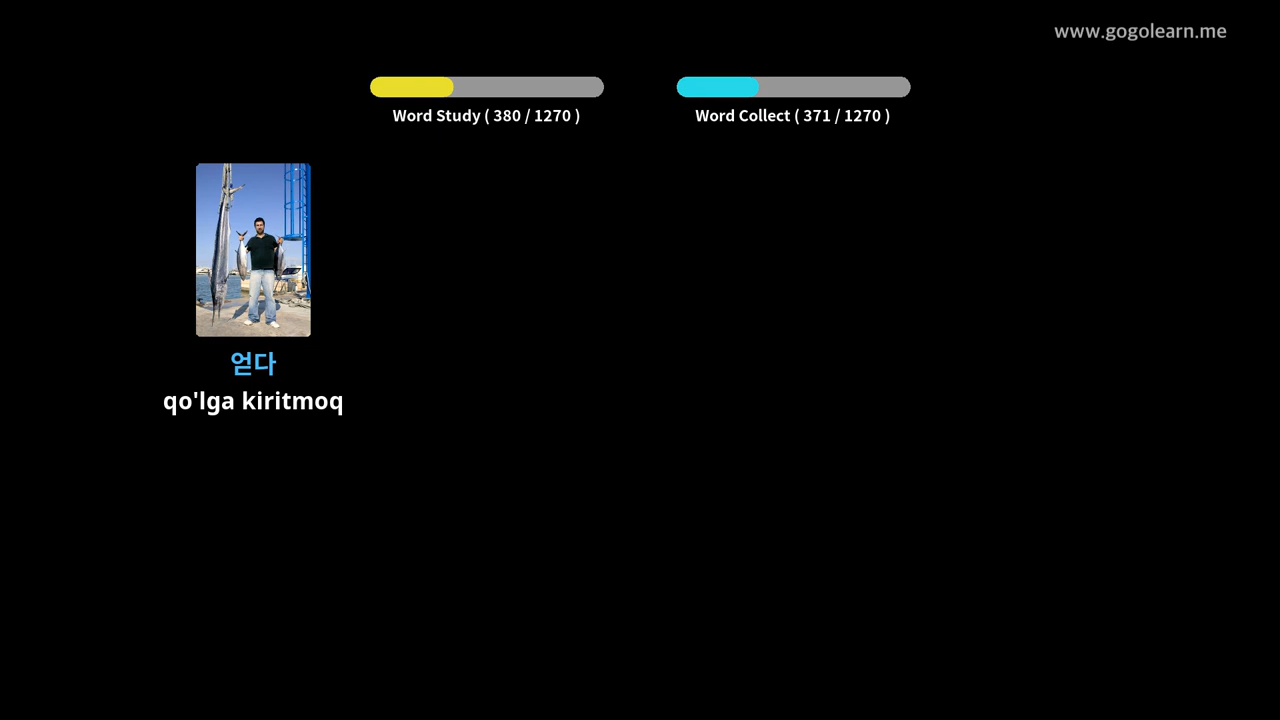 www.gogolearn.me
Word Study ( 380 / 1270 )
Word Collect ( 371 / 1270 )
얻다
qo'lga kiritmoq